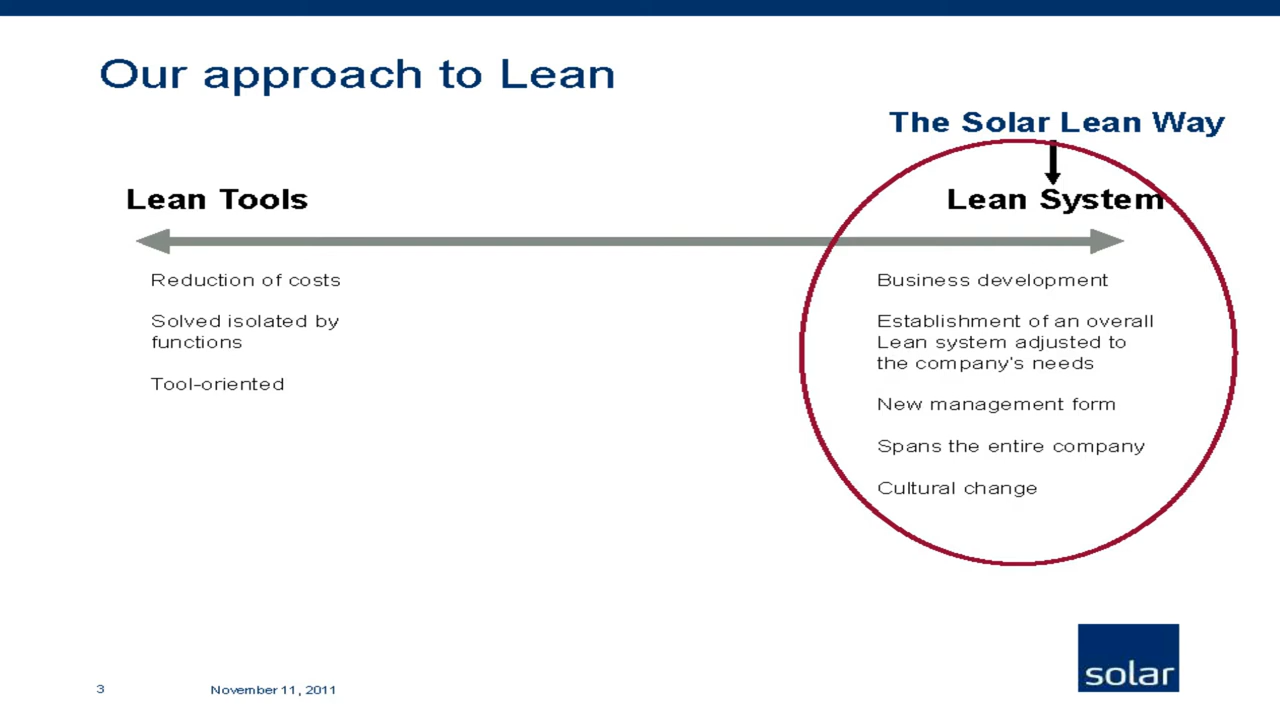 Our approach to Lean
The Solar Lean Way
Lean Tools
Lean System
Reduction of costs
Solved isolated by
functions
Tool-oriented
Business development
Establishment of an overall
Lean system adjusted to
the company's needs
New management form
Spans the entire company
Cultural change
solar
3
November 11, 2011